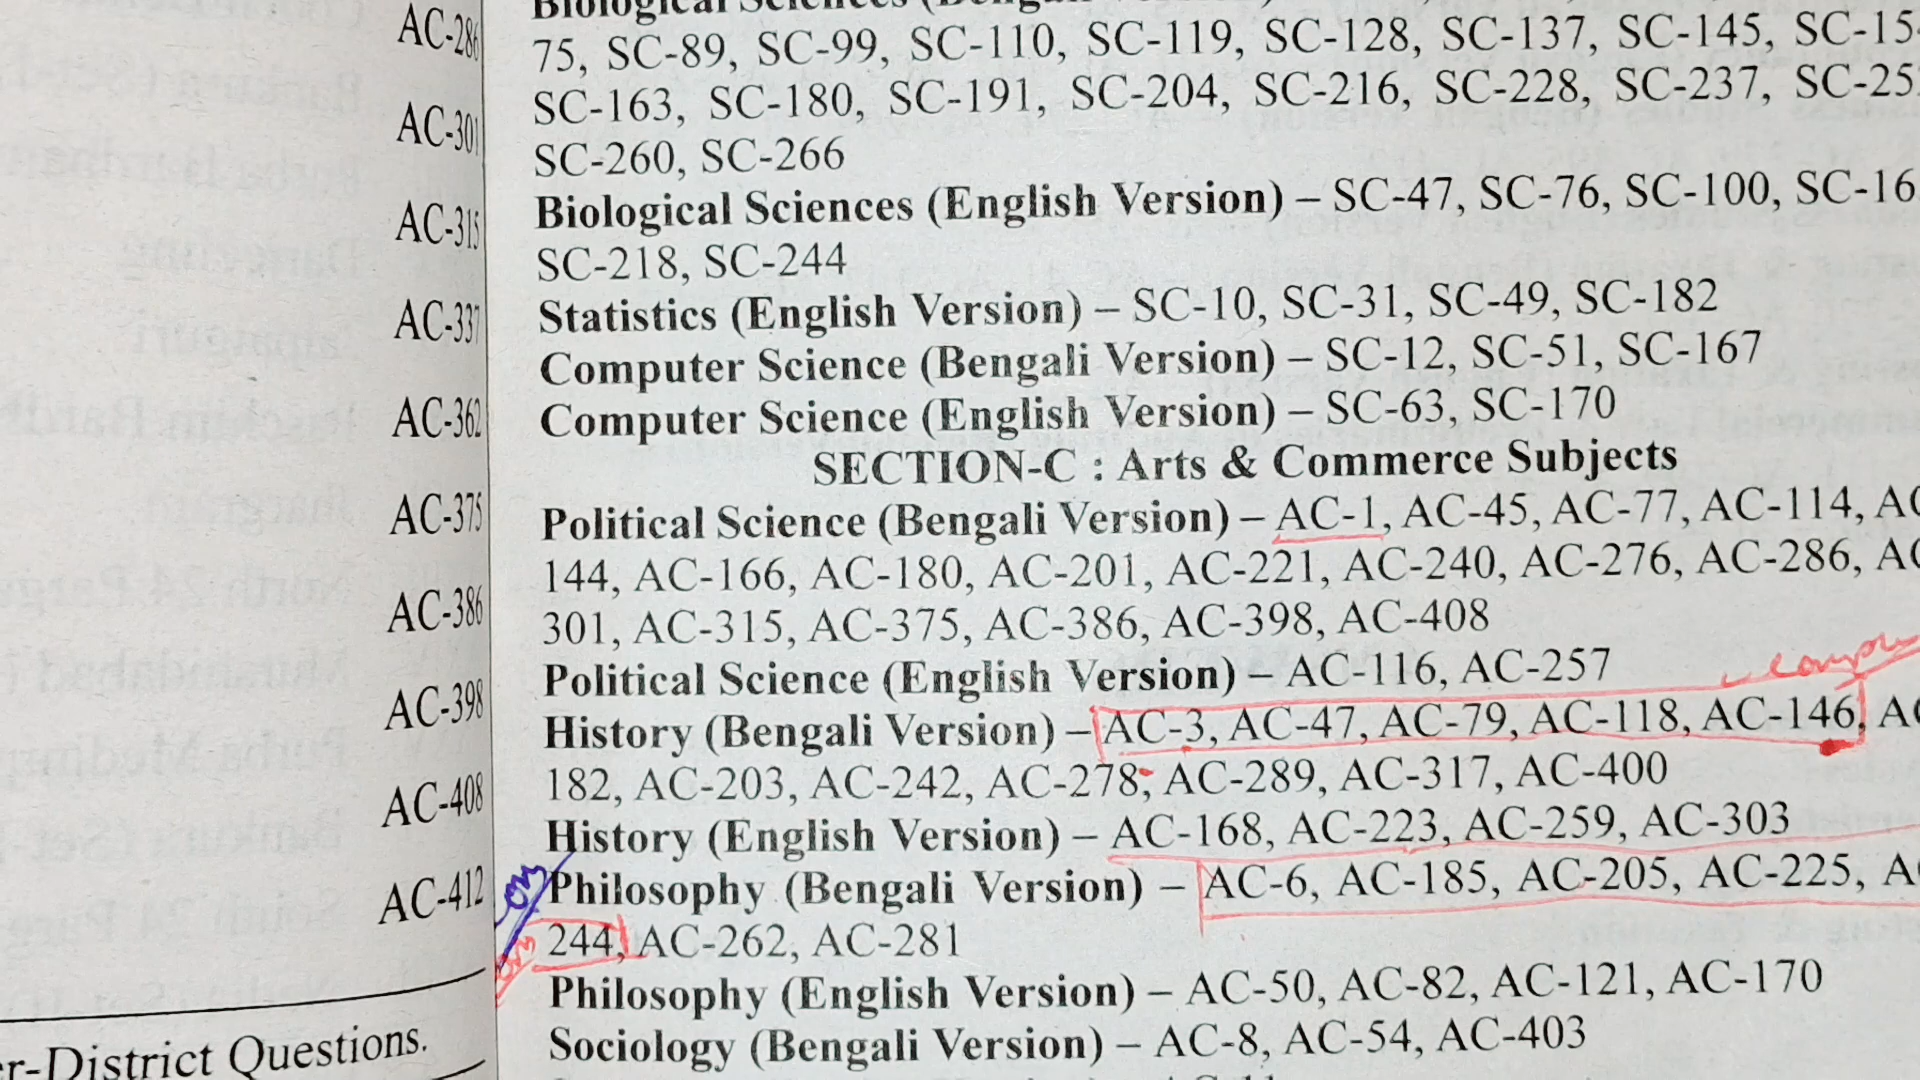 AC-286
AC-301
AC-315
AC-337
AC-362
AC-375
AC-386
AC-398
AC-408
AC-412
er-District Questions.
Biological Sciences
75, SC-89, SC-99, SC-110, SC-119, SC-128, SC-137, SC-145, SC-15
SC-163, SC-180, SC-191, SC-204, SC-216, SC-228, SC-237, SC-25
SC-260, SC-266
Biological Sciences (English Version) – SC-47, SC-76, SC-100, SC-16
SC-218, SC-244
Statistics (English Version) – SC-10, SC-31, SC-49, SC-182
Computer Science (Bengali Version) – SC-12, SC-51, SC-167
Computer Science (English Version) – SC-63, SC-170
SECTION-C : Arts & Commerce Subjects
Political Science (Bengali Version) – AC-1, AC-45, AC-77, AC-114, AC
144, AC-166, AC-180, AC-201, AC-221, AC-240, AC-276, AC-286, AC
301, AC-315, AC-375, AC-386, AC-398, AC-408
Political Science (English Version) – AC-116, AC-257
History (Bengali Version) – AC-3, AC-47, AC-79, AC-118, AC-146, AC
182, AC-203, AC-242, AC-278, AC-289, AC-317, AC-400
History (English Version) – AC-168, AC-223, AC-259, AC-303
Philosophy (Bengali Version) – AC-6, AC-185, AC-205, AC-225, A
244, AC-262, AC-281
Philosophy (English Version) – AC-50, AC-82, AC-121, AC-170
Sociology (Bengali Version) – AC-8, AC-54, AC-403